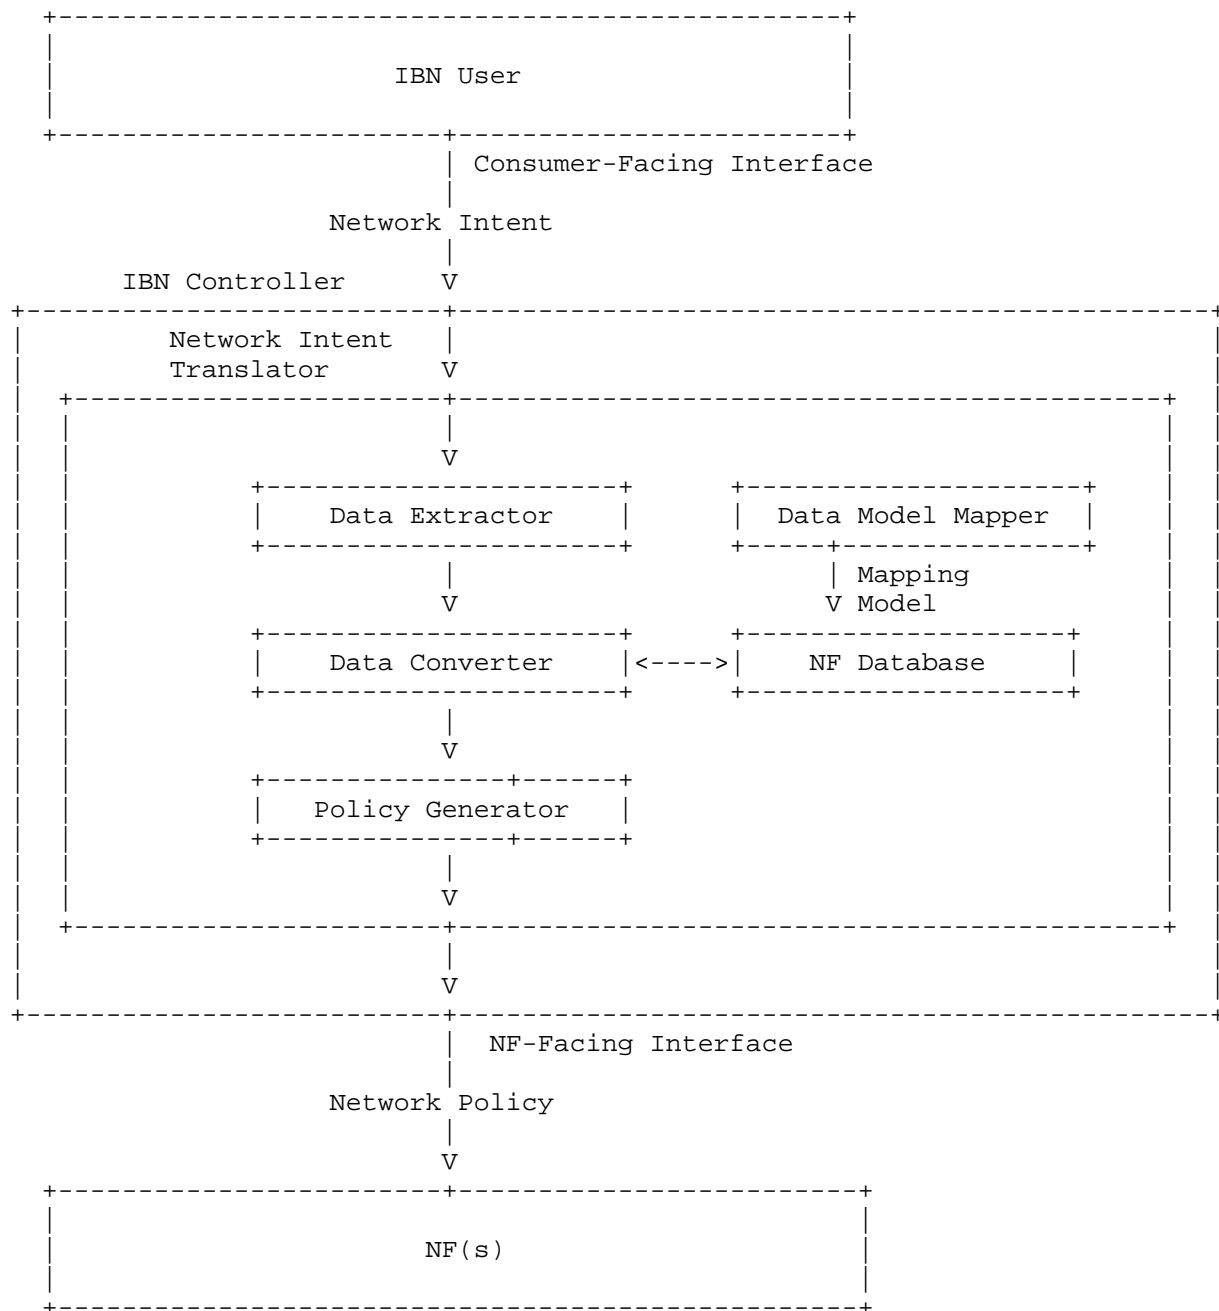 IBN User
Consumer-Facing Interface
Network Intent
IBN Controller V
Network Intent
Translator V
V
Data Extractor Data Model Mapper
Mapping
V V Model
Data Converter <----> NF Database
V
Policy Generator
V
V
NF-Facing Interface
Network Policy
V
NF(s)